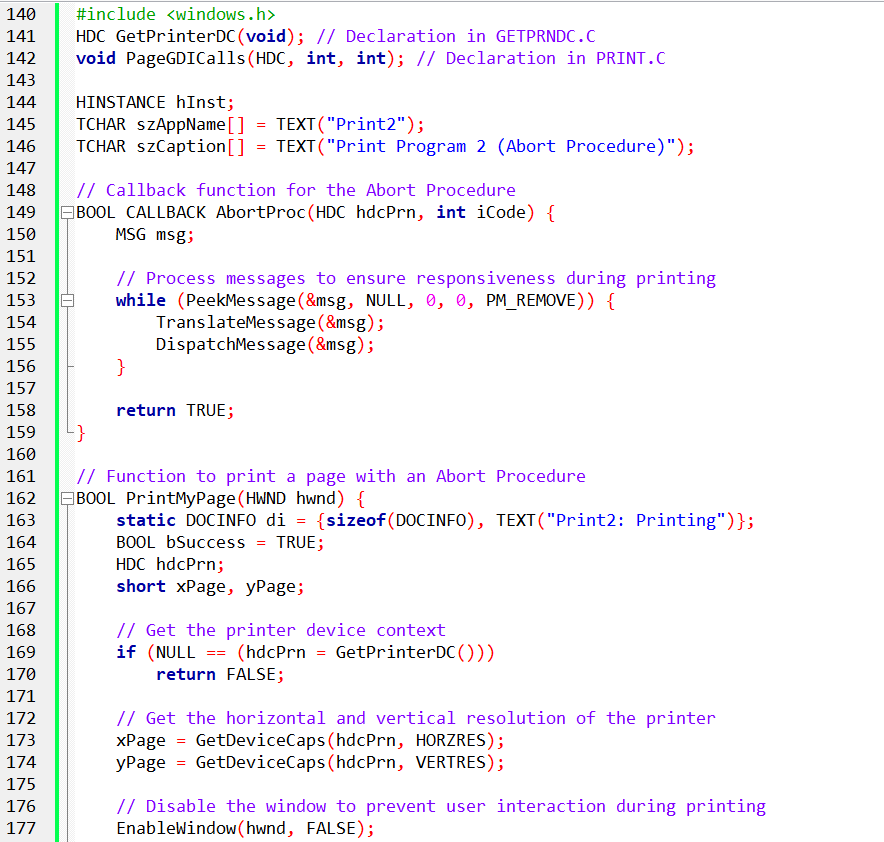 140 #include <windows.h>
141 HDC GetPrinterDC(void); // Declaration in GETPRNDC.C
142 void PageGDICalls(HDC, int, int); // Declaration in PRINT.C
143
144 HINSTANCE hInst;
145 TCHAR szAppName[] = TEXT("Print2");
146 TCHAR szCaption[] = TEXT("Print Program 2 (Abort Procedure)");
147
148 // Callback function for the Abort Procedure
149 BOOL CALLBACK AbortProc(HDC hdcPrn, int iCode) {
150     MSG msg;
151
152     // Process messages to ensure responsiveness during printing
153     while (PeekMessage(&msg, NULL, 0, 0, PM_REMOVE)) {
154         TranslateMessage(&msg);
155         DispatchMessage(&msg);
156     }
157
158     return TRUE;
159 }
160
161 // Function to print a page with an Abort Procedure
162 BOOL PrintMyPage(HWND hwnd) {
163     static DOCINFO di = {sizeof(DOCINFO), TEXT("Print2: Printing")};
164     BOOL bSuccess = TRUE;
165     HDC hdcPrn;
166     short xPage, yPage;
167
168     // Get the printer device context
169     if (NULL == (hdcPrn = GetPrinterDC()))
170         return FALSE;
171
172     // Get the horizontal and vertical resolution of the printer
173     xPage = GetDeviceCaps(hdcPrn, HORZRES);
174     yPage = GetDeviceCaps(hdcPrn, VERTRES);
175
176     // Disable the window to prevent user interaction during printing
177     EnableWindow(hwnd, FALSE);